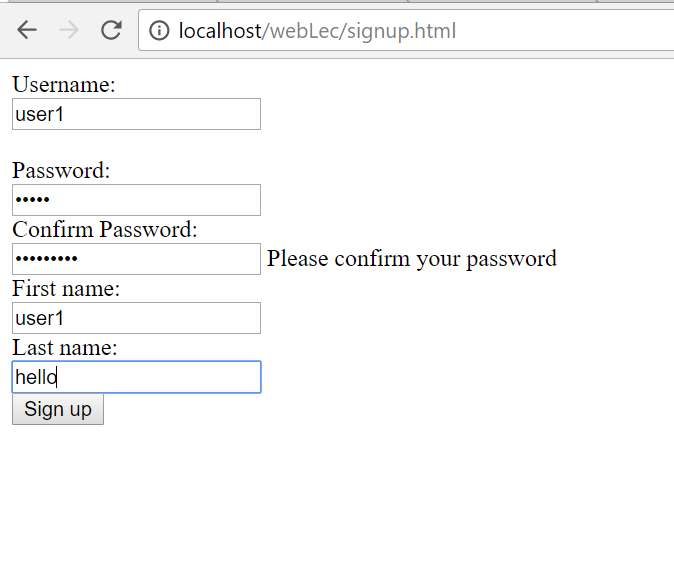 localhost/webLec/signup.html
Username:
user1
Password:
•••••
Confirm Password:
••••••••• Please confirm your password
First name:
user1
Last name:
hello
Sign up